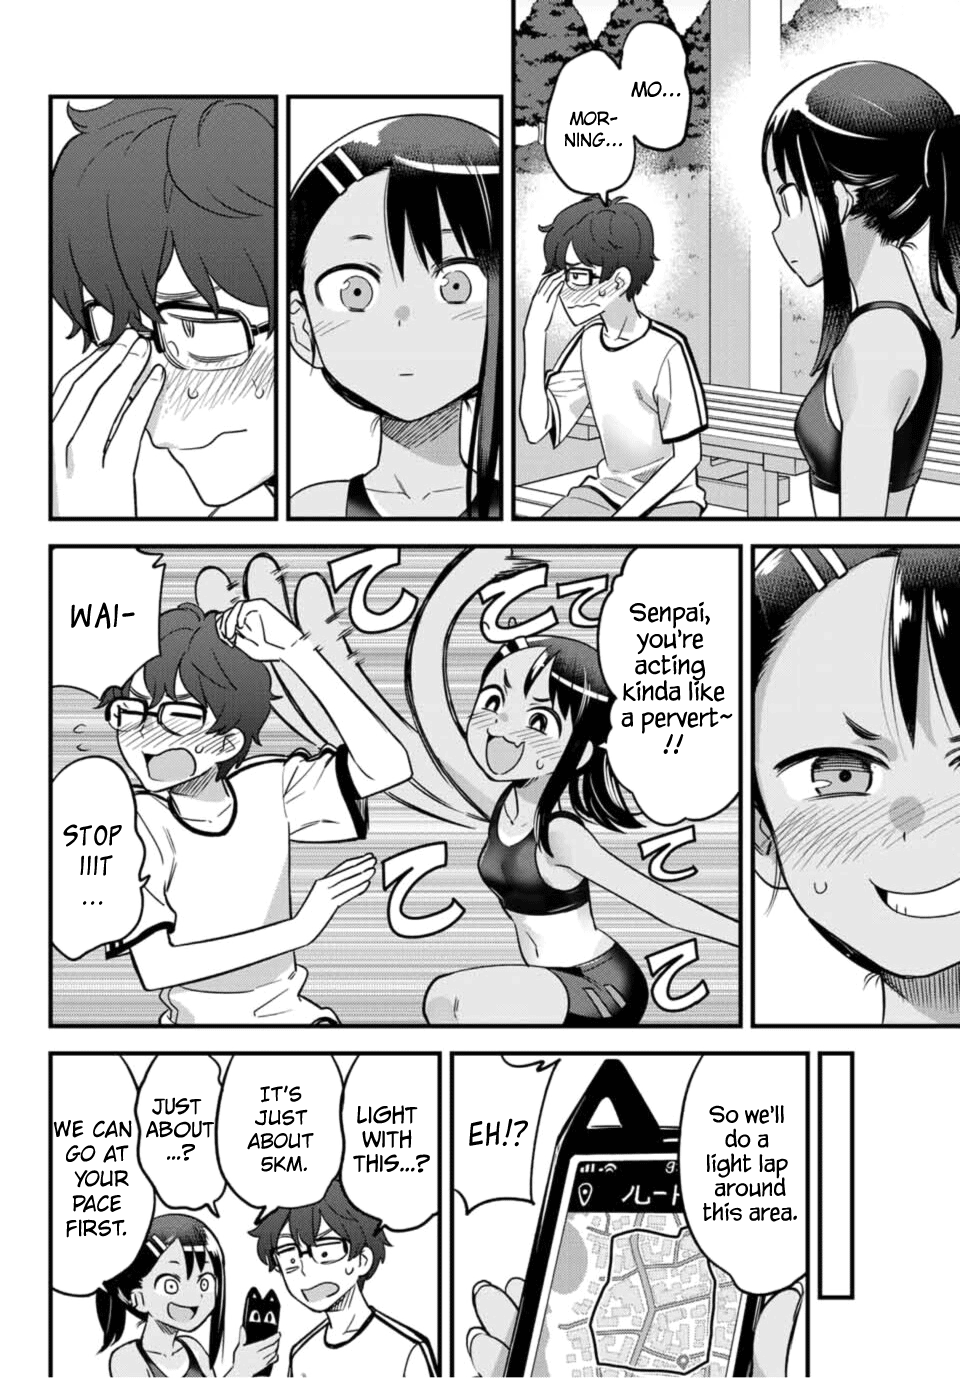 MO...
MOR-
NING...
Senpai,
you're
acting
kinda like
a pervert~
!!
WAI-
STOP
IIIT
...
て
て
て
て
て
て
て
So we'll
do a
light lap
around
this area.
ルート
EH!?
LIGHT
WITH
THIS...?
IT'S
JUST
ABOUT
5KM.
JUST
ABOUT
...?
WE CAN
GO AT
YOUR
PACE
FIRST.